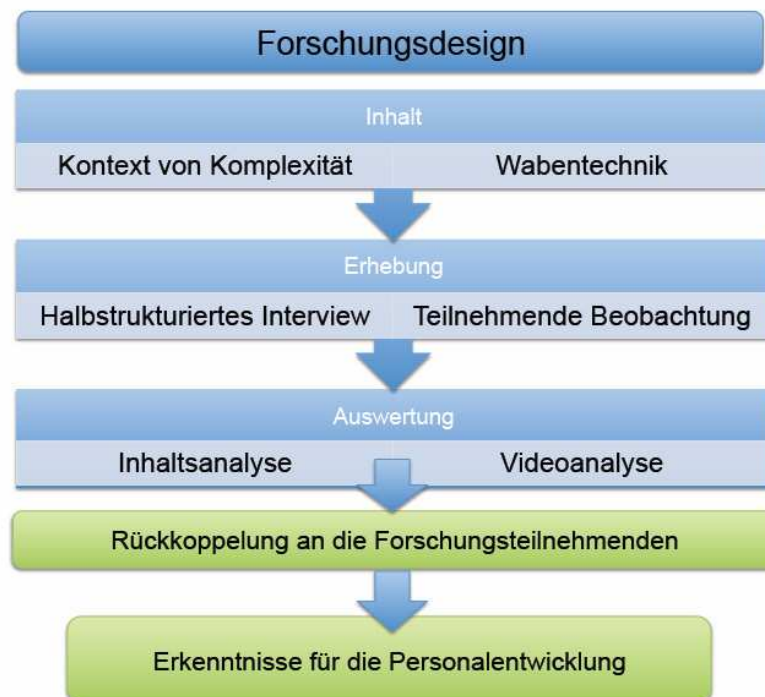 Forschungsdesign
Inhalt
Kontext von Komplexität Wabentechnik
Erhebung
Halbstrukturiertes Interview Teilnehmende Beobachtung
Auswertung
Inhaltsanalyse Videoanalyse
Rückkoppelung an die Forschungsteilnehmenden
Erkenntnisse für die Personalentwicklung